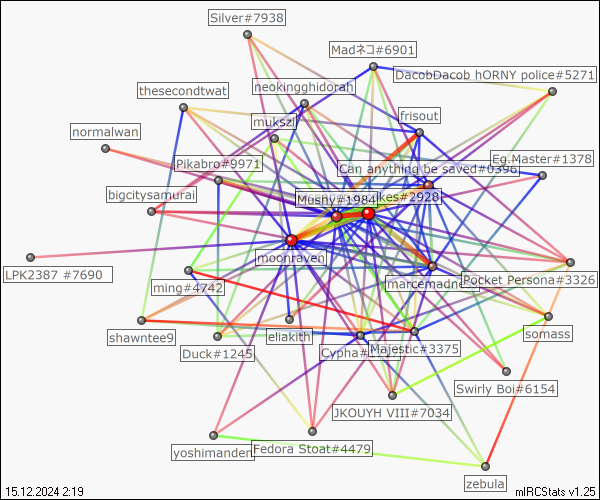 Silver#7938
Madネコ#6901
DacobDacob hORNY police#5271
thesecondtwat
neokingghidorah
mukszi
frisout
normalwan
Pikabro#9971
Can anything be saved#0396
Eg.Master#1378
Mushy#1984
ikes#2928
bigcitysamurai
moonraven
LPK2387 #7690
ming#4742
marcemadne
Pocket Persona#3326
shawntee9
Duck#1245
eliakith
Cypha#
Majestic#3375
somass
Swirly Boi#6154
JKOUYH VIII#7034
yoshimanden
Fedora Stoat#4479
zebula
15.12.2024 2:19
mIRCStats v1.25